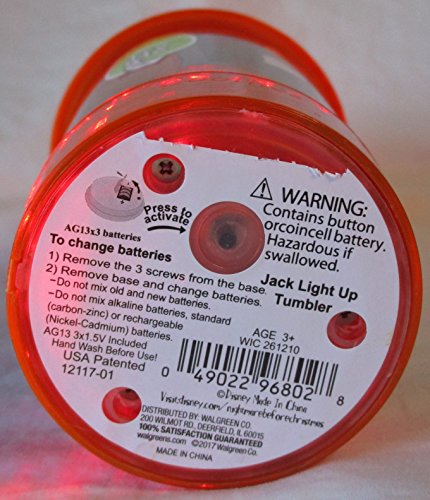 AG13x3 batteries
Press to
activate
To change batteries
1) Remove the 3 screws from the base.
2) Remove base and change batteries.
-Do not mix old and new batteries.
-Do not mix alkaline batteries, standard
(carbon-zinc) or rechargeable
(Nickel-Cadmium) batteries.
AG13 3x1.5V Included
Hand Wash Before Use!
USA Patented
12117-01
WARNING:
Contains button
orcoincell battery.
Hazardous if
swallowed.
Jack Light Up
Tumbler
AGE 3+
WIC 261210
0 49022 96802 8
©Disney Made In China
Visit:disney.com/nightmarebeforechristmas
DISTRIBUTED BY: WALGREEN CO.
200 WILMOT RD., DEERFIELD, IL 60015
100% SATISFACTION GUARANTEED
walgreens.com ©2017 Walgreen Co.
MADE IN CHINA